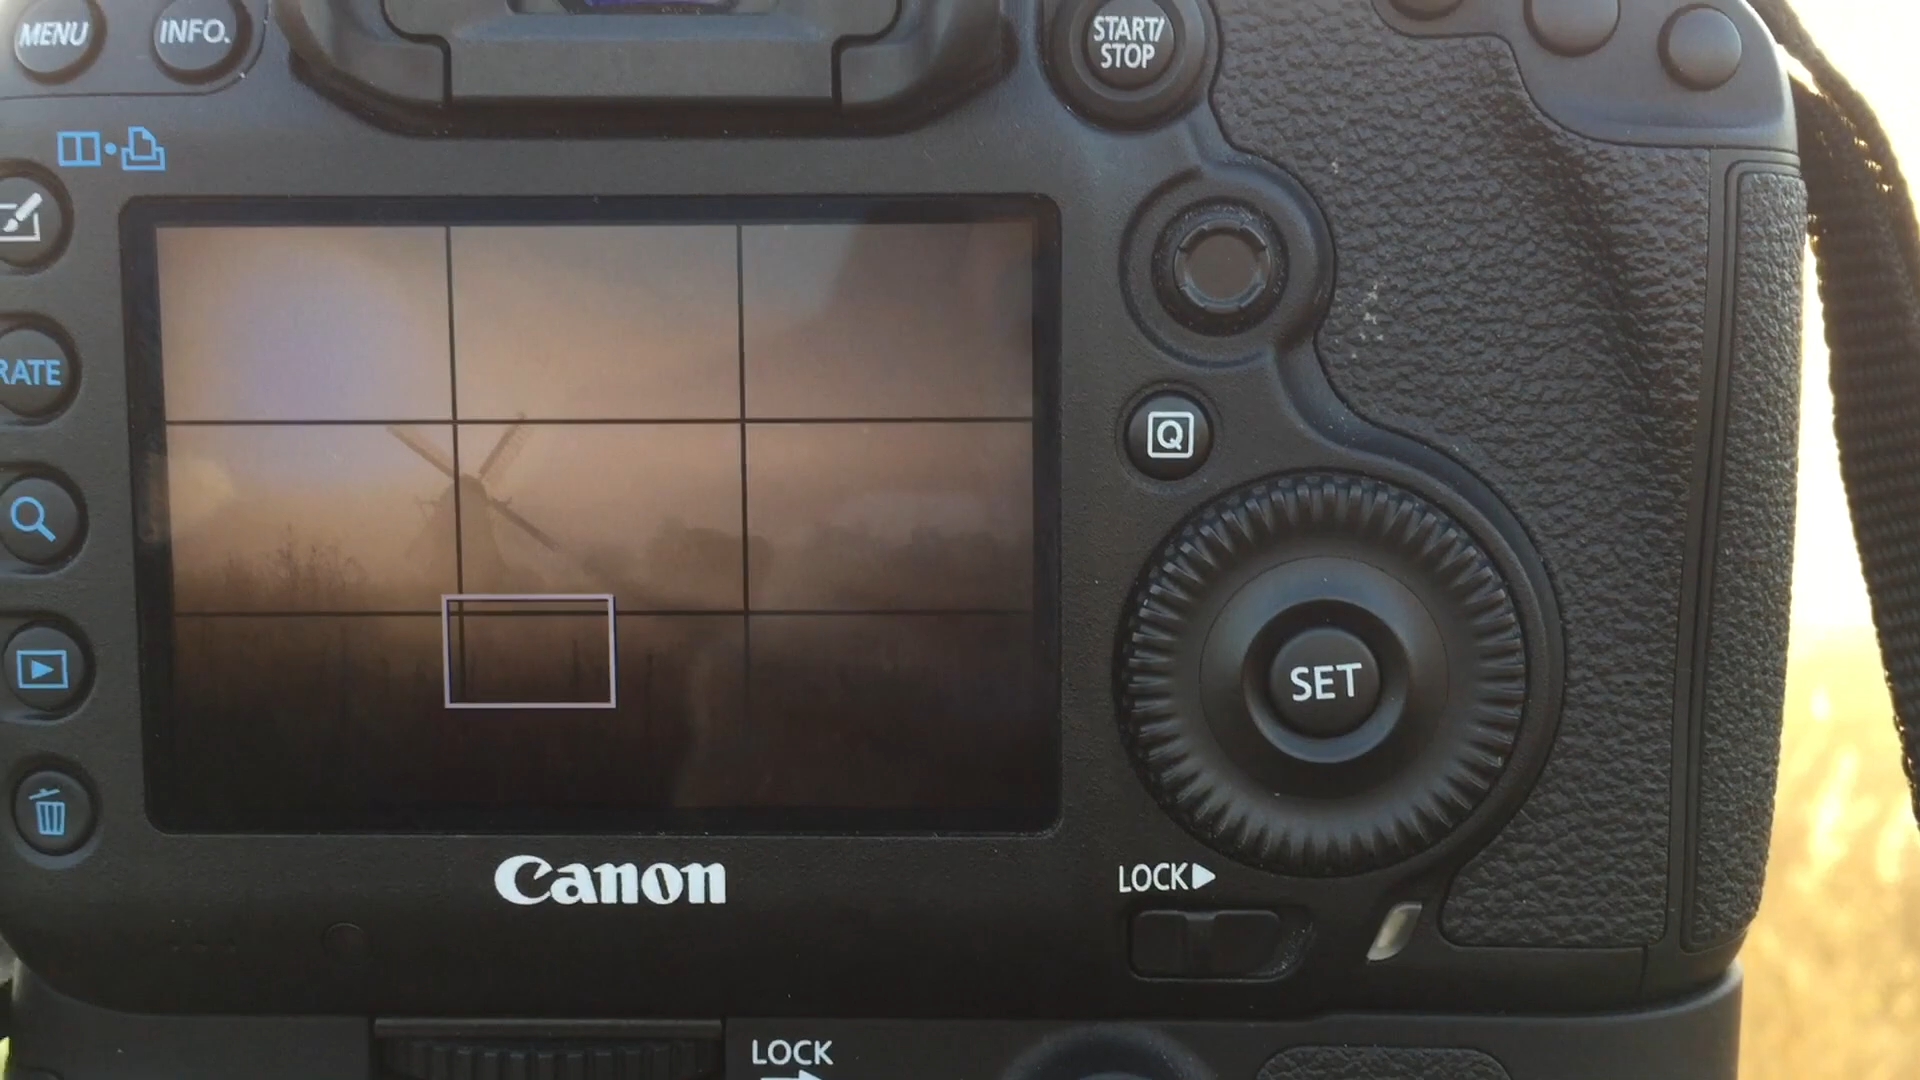 MENU
INFO.
START/
STOP
RATE
Q
SET
Canon
LOCK
LOCK